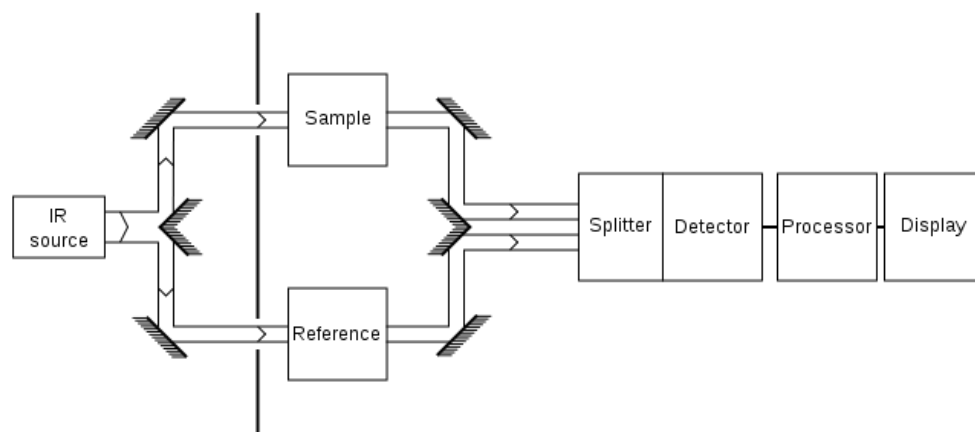 Sample
IR
source
Splitter
Detector
Processor
Display
Reference